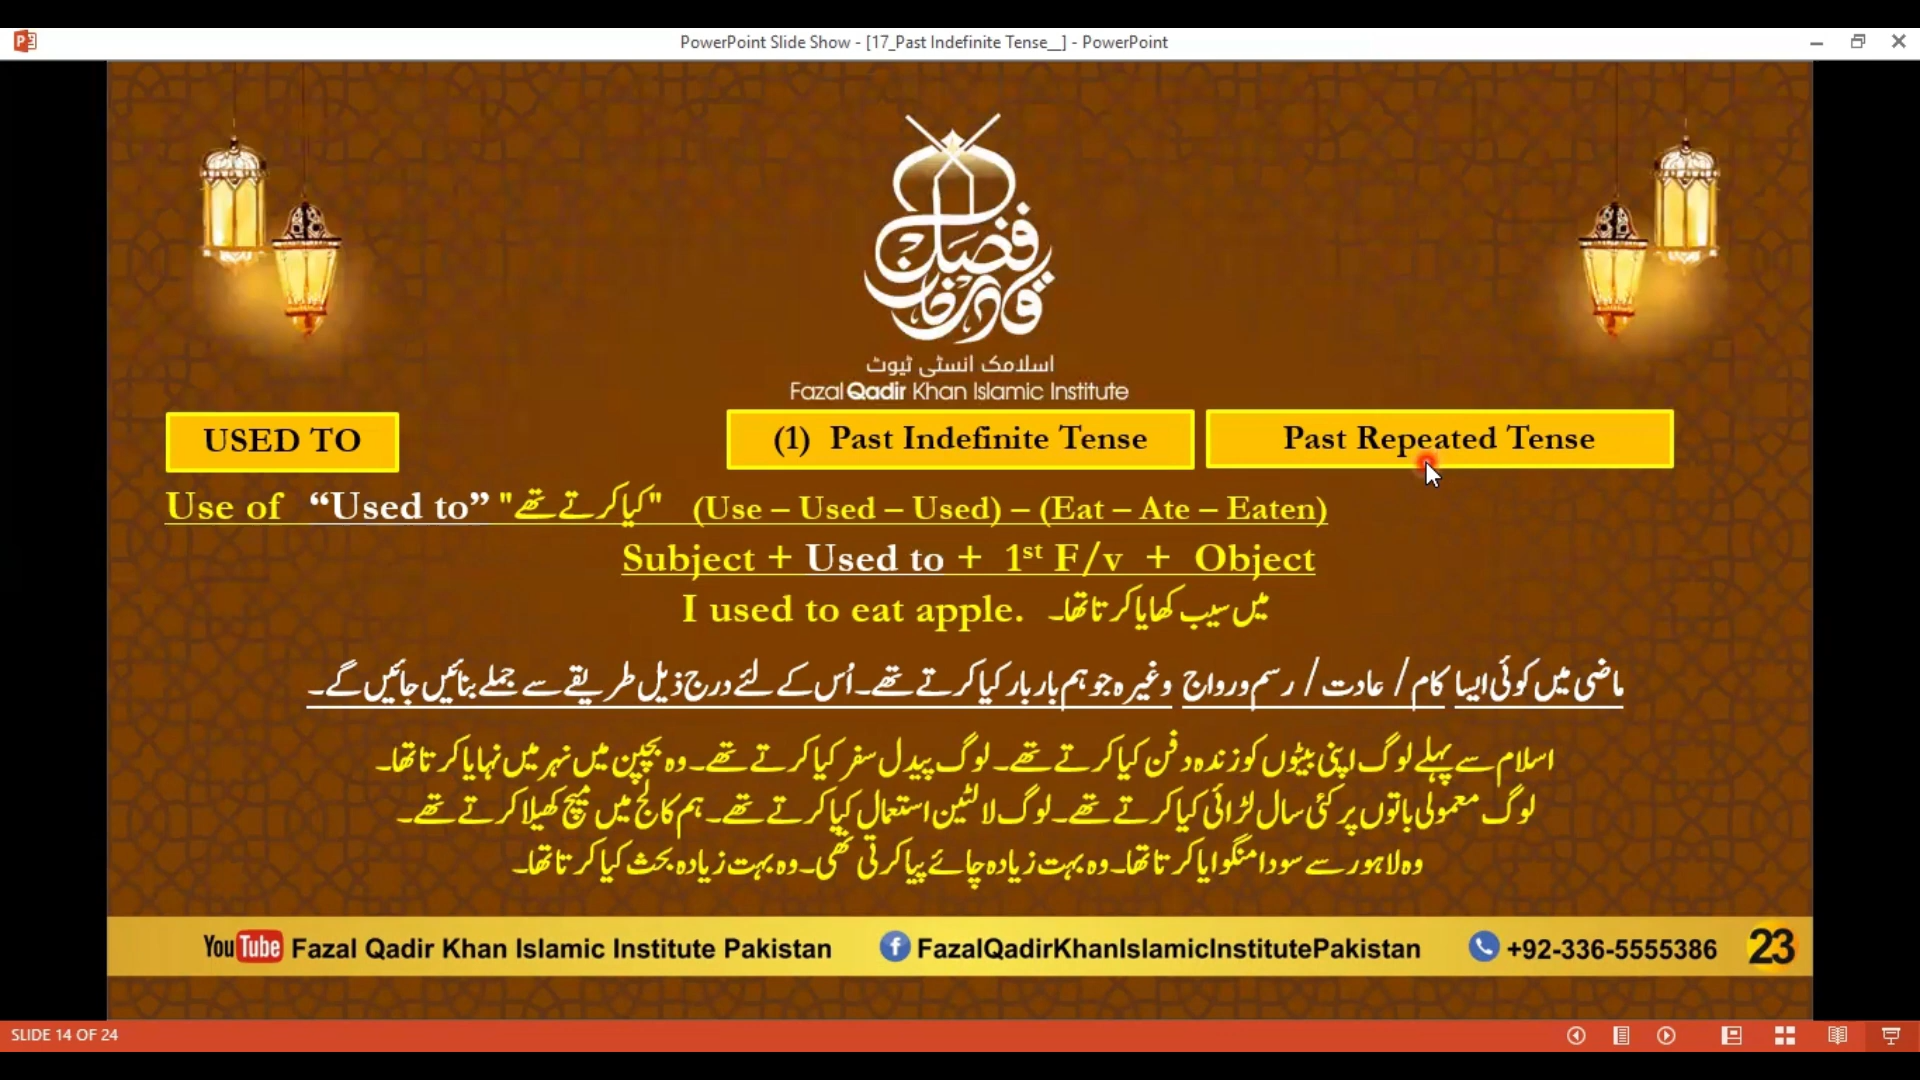 PowerPoint Slide Show - [17_Past Indefinite Tense_] - PowerPoint
فضل قادر خان
اسلامک انسٹی ٹیوٹ
Fazal Qadir Khan Islamic Institute
USED TO
(1) Past Indefinite Tense
Past Repeated Tense
Use of “Used to” "کیا کرتے تھے" (Use – Used – Used) – (Eat – Ate – Eaten)
Subject + Used to + 1st F/v + Object
I used to eat apple. میں سیب کھایا کرتا تھا۔
ماضی میں کوئی ایسا کام / عادت / رسم و رواج وغیرہ جو ہم بار بار کیا کرتے تھے۔ اُس کے لئے درج ذیل طریقے سے جملے بنائیں جائیں گے۔
اسلام سے پہلے لوگ اپنی بیٹوں کو زندہ دفن کیا کرتے تھے۔ لوگ پیدل سفر کیا کرتے تھے۔ وہ بچپن میں نہر میں نہایا کرتا تھا۔
لوگ معمولی باتوں پر کئی سال لڑائی کیا کرتے تھے۔ لوگ لالٹین استعمال کیا کرتے تھے۔ ہم کالج میں میچ کھیلا کرتے تھے۔
وہ لاہور سے سودا منگوایا کرتا تھا۔ وہ بہت زیادہ چائے پیا کرتی تھی۔ وہ بہت زیادہ بحث کیا کرتا تھا۔
YouTube Fazal Qadir Khan Islamic Institute Pakistan
f FazalQadirKhanIslamicInstitutePakistan
+92-336-5555386
23
SLIDE 14 OF 24